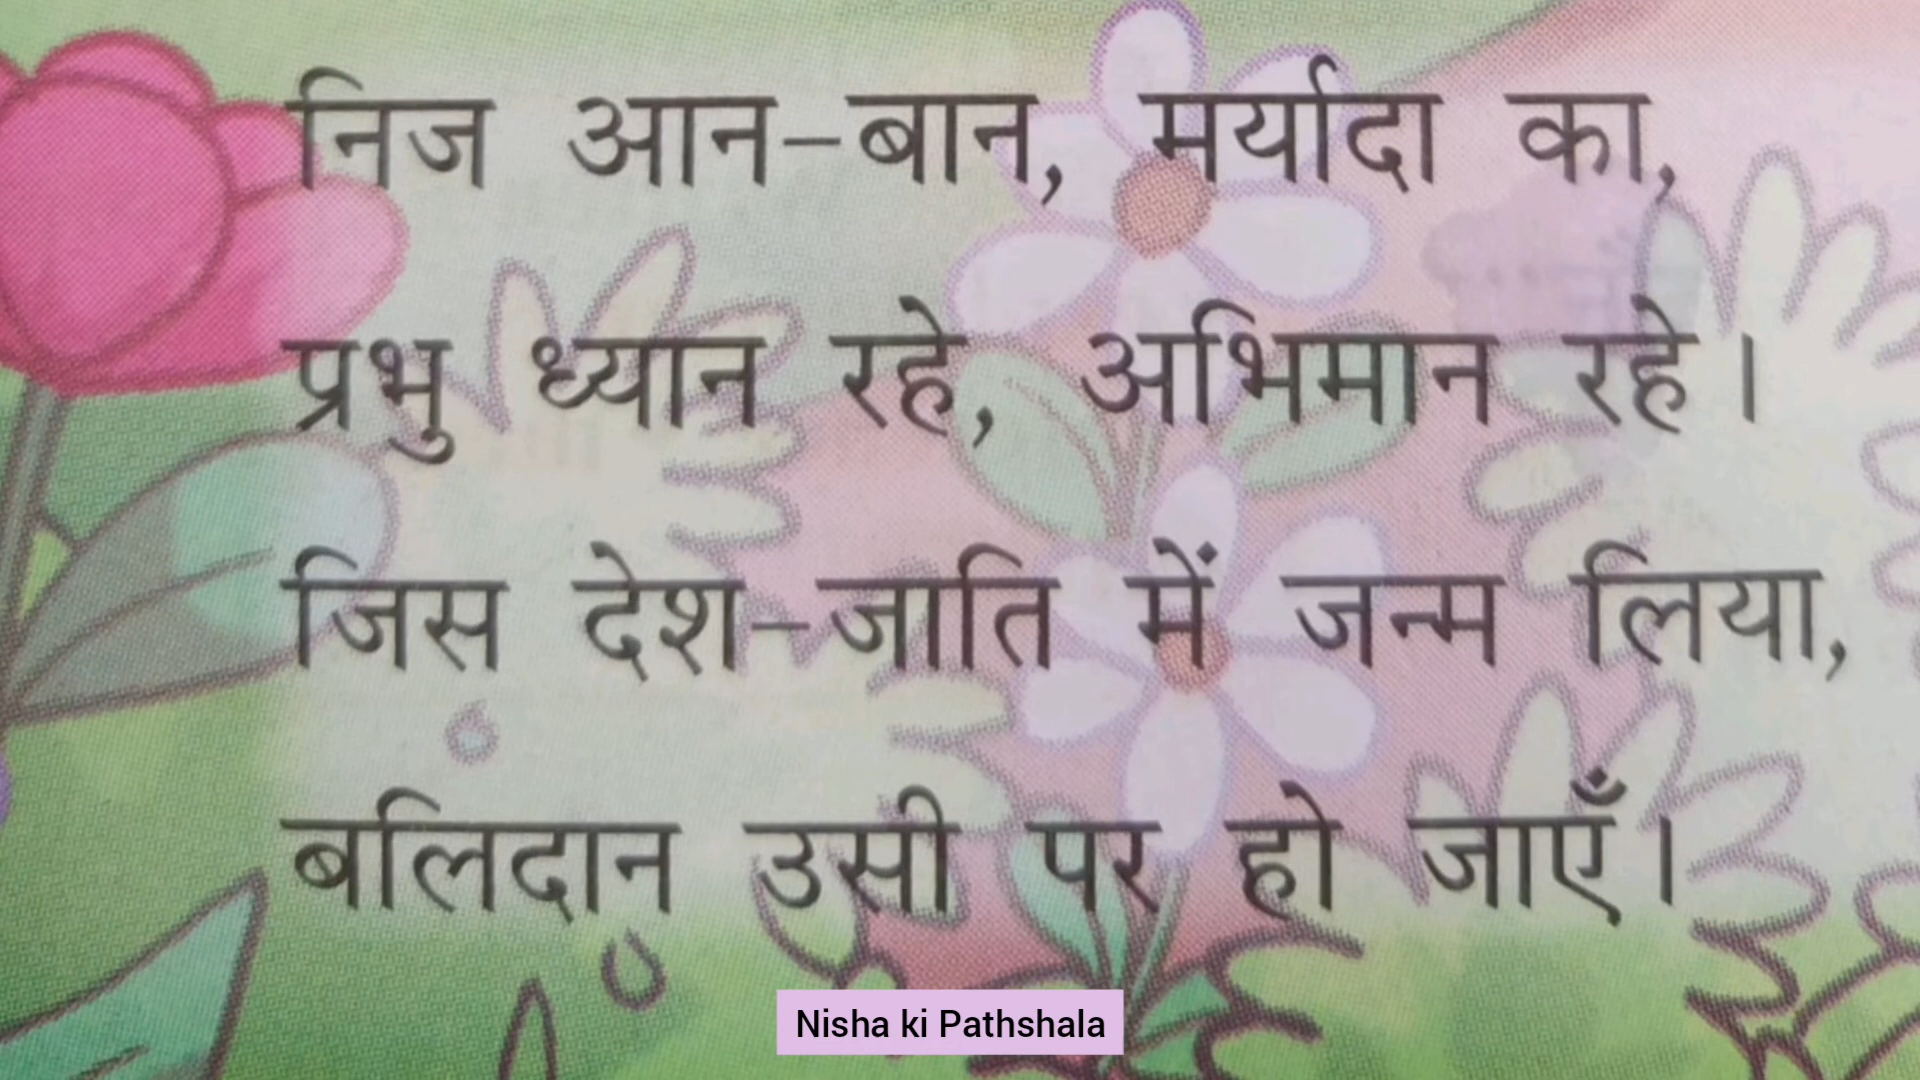 निज आन-बान, मर्यादा का,
प्रभु ध्यान रहे, अभिमान रहे।
जिस देश-जाति में जन्म लिया,
बलिदान उसी पर हो जाएँ।
Nisha ki Pathshala